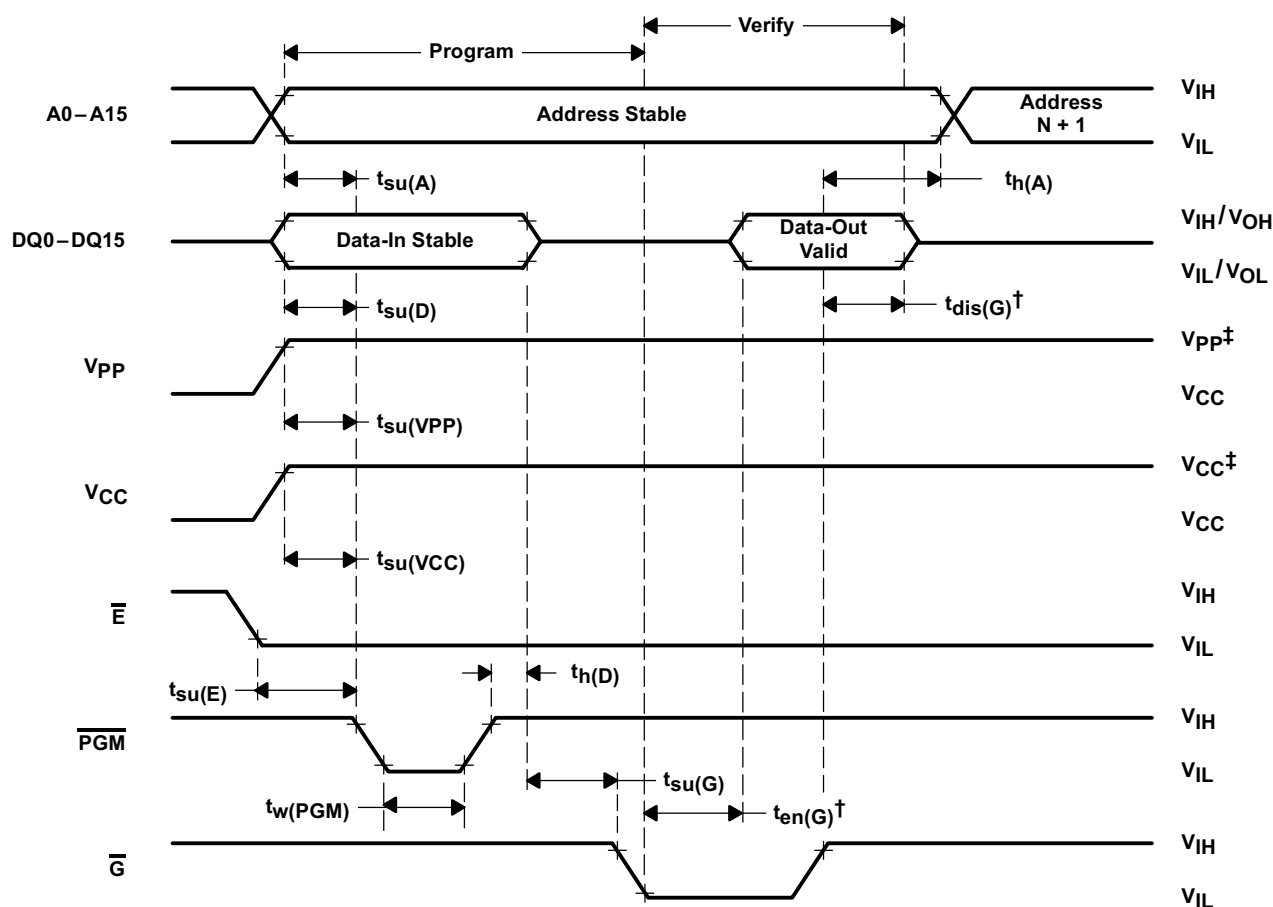 Verify
Program
A0–A15
Address Stable
Address
N + 1
VIH
VIL
tsu(A)
th(A)
DQ0–DQ15
Data-In Stable
Data-Out
Valid
VIH/VOH
VIL/VOL
tsu(D)
tdis(G)†
VPP
VPP‡
VCC
tsu(VPP)
VCC
VCC‡
VCC
tsu(VCC)
E
VIH
VIL
tsu(E)
th(D)
PGM
VIH
VIL
tw(PGM)
tsu(G)
ten(G)†
G
VIH
VIL